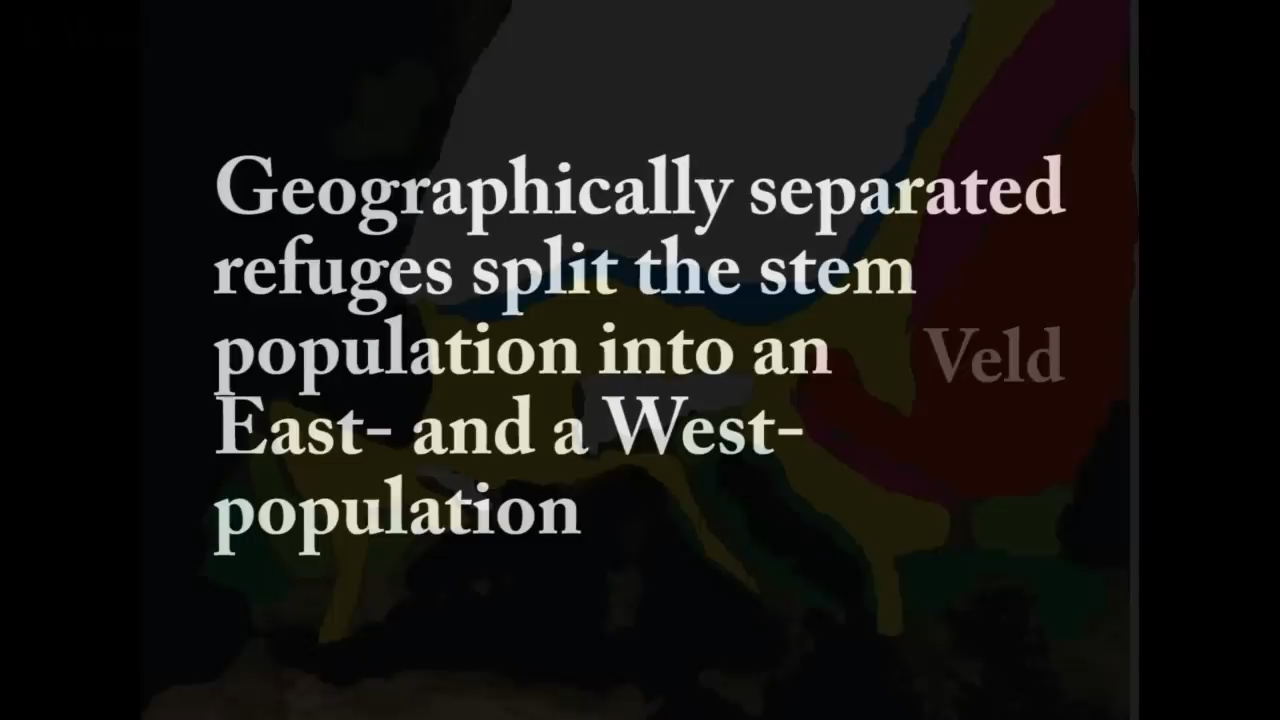 Geographically separated
refuges split the stem
population into an
Veld
East- and a West-
population